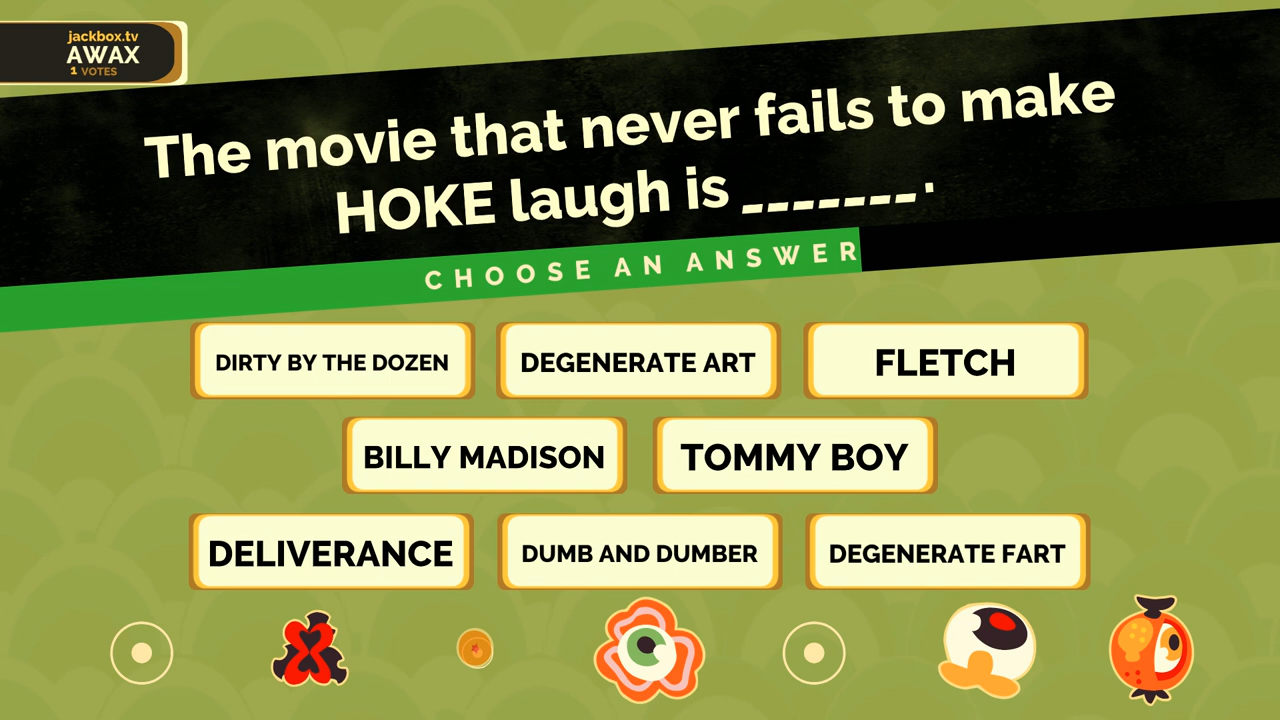 jackbox.tv
AWAX
1 VOTES
The movie that never fails to make
HOKE laugh is _______.
CHOOSE AN ANSWER
DIRTY BY THE DOZEN
DEGENERATE ART
FLETCH
BILLY MADISON
TOMMY BOY
DELIVERANCE
DUMB AND DUMBER
DEGENERATE FART